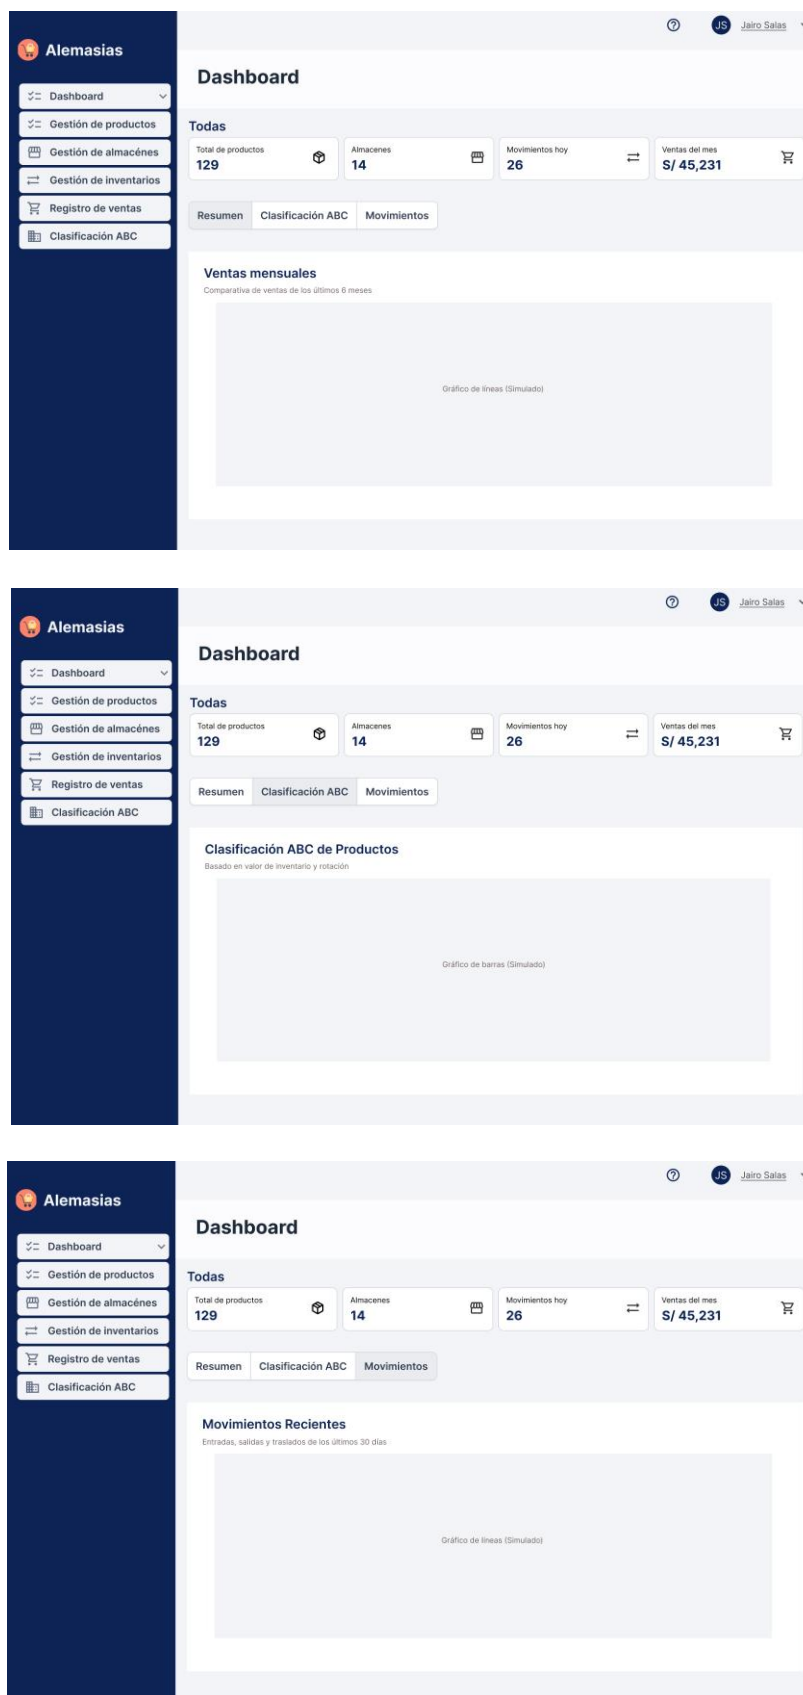 JS Jairo Salas
Alemasias
Dashboard
Dashboard
Gestión de productos
Gestión de almacénes
Gestión de inventarios
Registro de ventas
Clasificación ABC
Todas
Total de productos
129
Almacenes
14
Movimientos hoy
26
Ventas del mes
S/ 45,231
Resumen Clasificación ABC Movimientos
Ventas mensuales
Comparativa de ventas de los últimos 6 meses
Gráfico de líneas (Simulado)
JS Jairo Salas
Alemasias
Dashboard
Dashboard
Gestión de productos
Gestión de almacénes
Gestión de inventarios
Registro de ventas
Clasificación ABC
Todas
Total de productos
129
Almacenes
14
Movimientos hoy
26
Ventas del mes
S/ 45,231
Resumen Clasificación ABC Movimientos
Clasificación ABC de Productos
Basado en valor de inventario y rotación
Gráfico de barras (Simulado)
JS Jairo Salas
Alemasias
Dashboard
Dashboard
Gestión de productos
Gestión de almacénes
Gestión de inventarios
Registro de ventas
Clasificación ABC
Todas
Total de productos
129
Almacenes
14
Movimientos hoy
26
Ventas del mes
S/ 45,231
Resumen Clasificación ABC Movimientos
Movimientos Recientes
Entradas, salidas y traslados de los últimos 30 días
Gráfico de líneas (Simulado)